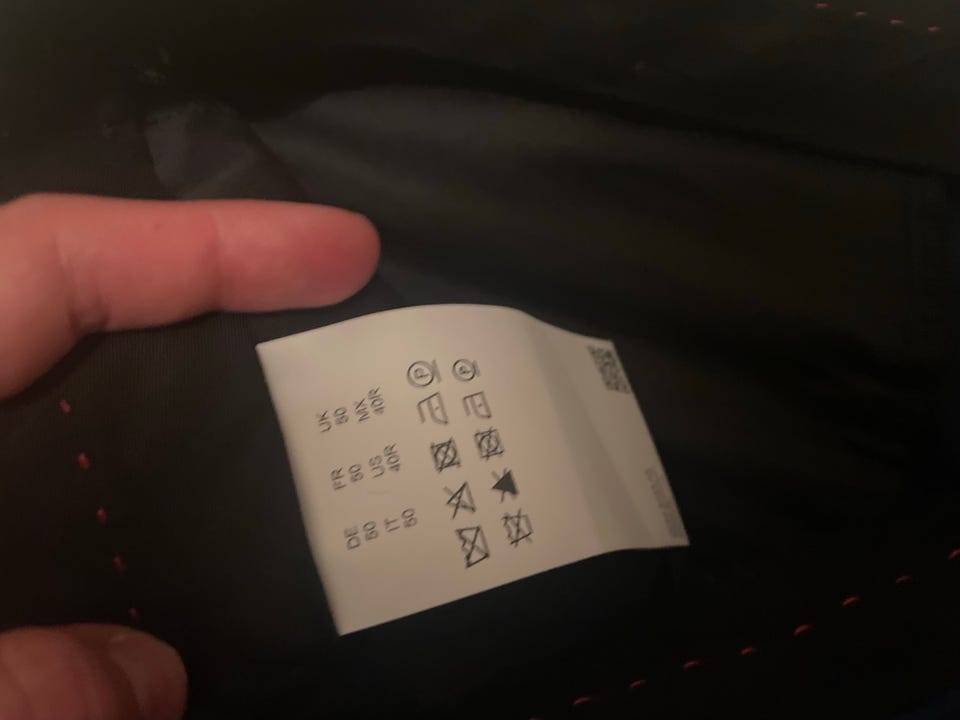 DE FR UK
50 50 50
IT US MX
50 40R 40R
P
P